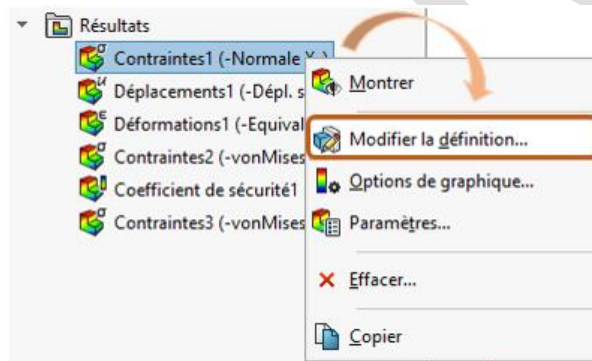 Résultats
Contraintes1 (-Normale X-)
Déplacements1 (-Dépl. s
Déformations1 (-Equival
Contraintes2 (-vonMises
Coefficient de sécurité1
Contraintes3 (-vonMises
Montrer
Modifier la définition...
Options de graphique...
Paramètres...
Effacer...
Copier